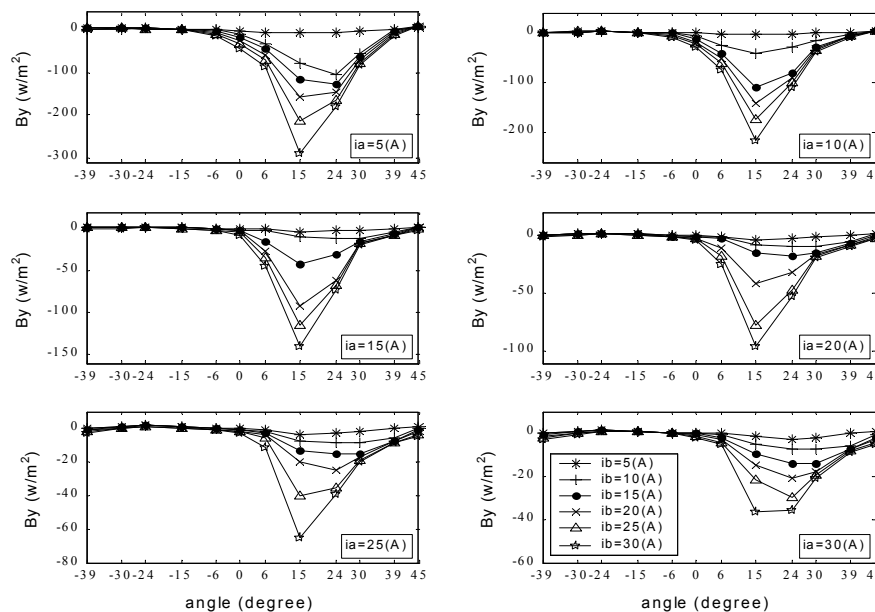 0
-100
-200
-300
By (w/m²)
ia=5(A)
-39 -30 -24 -15 -6 0 6 15 24 30 39 45
0
-100
-200
By (w/m²)
ia=10(A)
-39 -30 -24 -15 -6 0 6 15 24 30 39 4
0
-50
-100
-150
By (w/m²)
ia=15(A)
-39 -30 -24 -15 -6 0 6 15 24 30 39 45
0
-50
-100
By (w/m²)
ia=20(A)
-39 -30 -24 -15 -6 0 6 15 24 30 39 4
0
-20
-40
-60
-80
By (w/m²)
ia=25(A)
-39 -30 -24 -15 -6 0 6 15 24 30 39 45
angle (degree)
0
-20
-40
-60
By (w/m²)
ib=5(A)
ib=10(A)
ib=15(A)
ib=20(A)
ib=25(A)
ib=30(A)
ia=30(A)
-39 -30 -24 -15 -6 0 6 15 24 30 39 4
angle (degree)